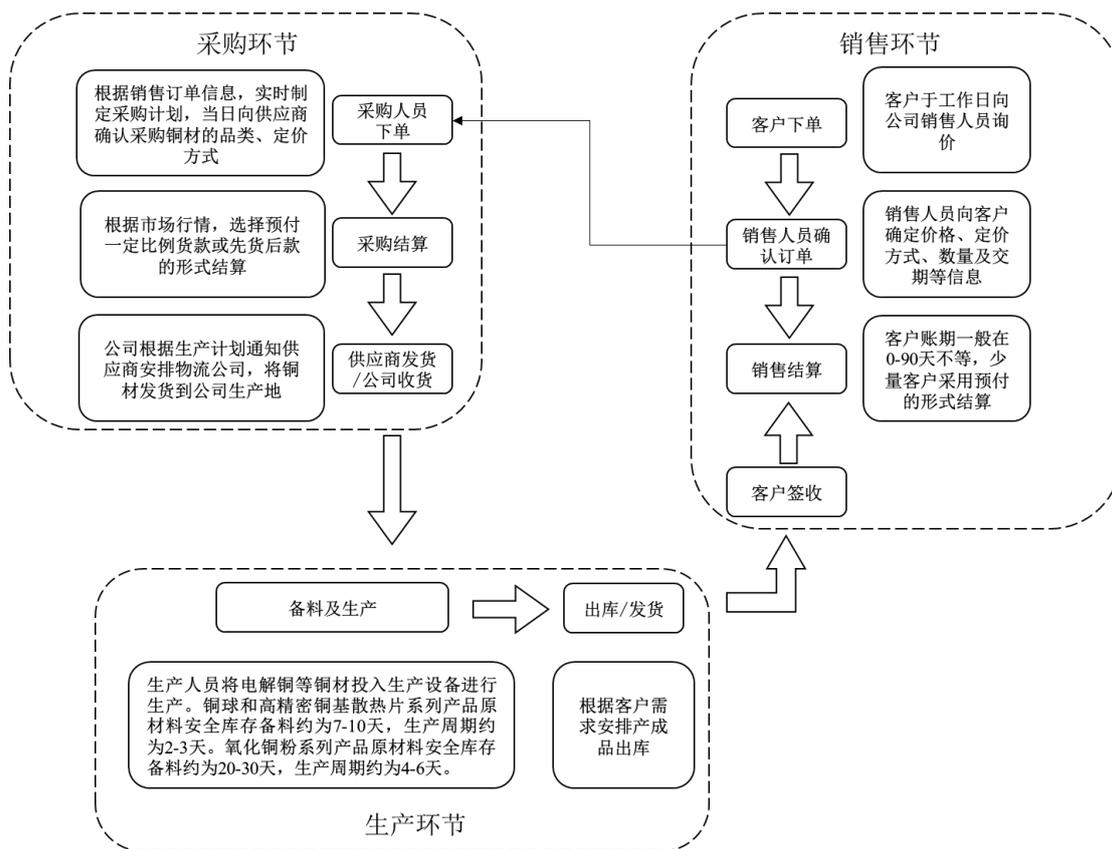 采购环节
根据销售订单信息，实时制
定采购计划，当日向供应商
确认采购铜材的品类、定价
方式
采购人员
下单
根据市场行情，选择预付
一定比例货款或先货后款
的形式结算
采购结算
公司根据生产计划通知供
应商安排物流公司，将铜
材发货到公司生产地
供应商发货
/公司收货
销售环节
客户下单
客户于工作日向
公司销售人员询
价
销售人员确
认订单
销售人员向客户
确定价格、定价
方式、数量及交
期等信息
销售结算
客户账期一般在
0-90天不等，少
量客户采用预付
的形式结算
客户签收
备料及生产
出库/发货
生产人员将电解铜等铜材投入生产设备进行
生产。铜球和高精密铜基散热片系列产品原
材料安全库存备料约为7-10天，生产周期约
为2-3天。氧化铜粉系列产品原材料安全库存
备料约为20-30天，生产周期约为4-6天。
根据客户需
求安排产成
品出库
生产环节